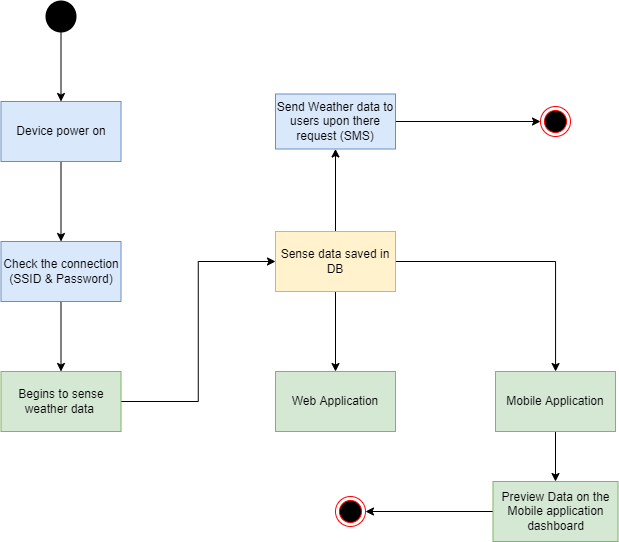 Send Weather data to
users upon there
request (SMS)
Device power on
Check the connection
(SSID & Password)
Sense data saved in
DB
Begins to sense
weather data
Web Application
Mobile Application
Preview Data on the
Mobile application
dashboard